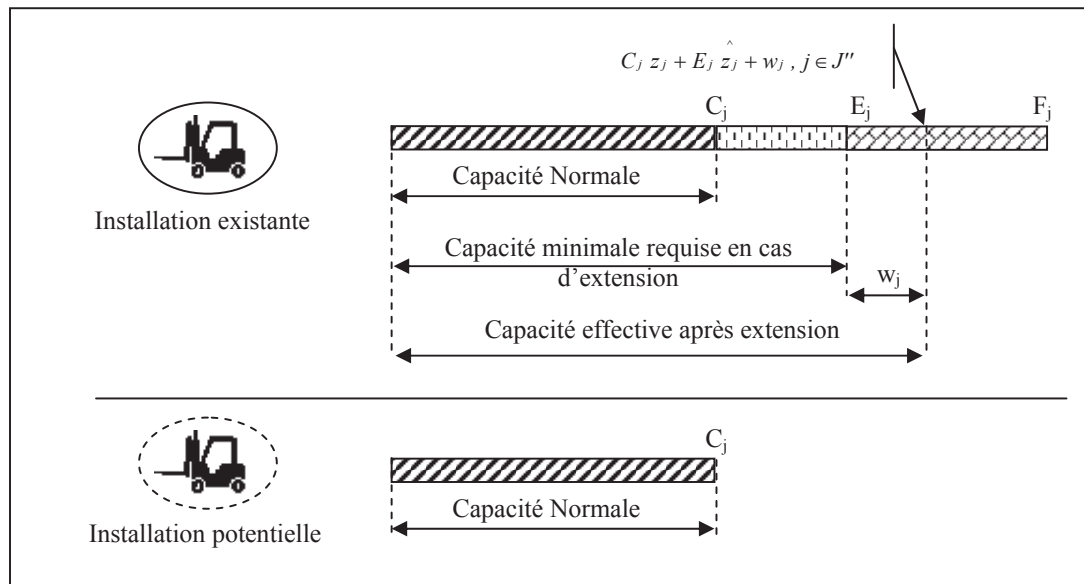 C_j z_j + E_j ẑ_j + w_j , j ∈ J''
C_j E_j F_j
Capacité Normale
Installation existante
Capacité minimale requise en cas
d'extension
w_j
Capacité effective après extension
C_j
Capacité Normale
Installation potentielle